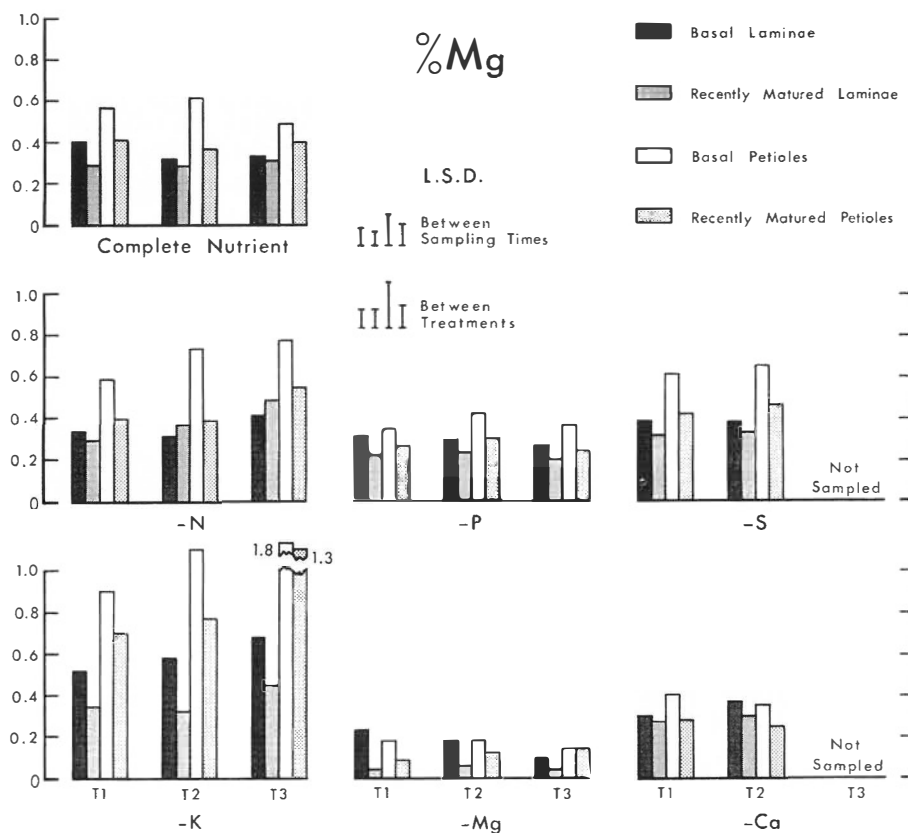 %Mg
Basal Laminae
Recently Matured Laminae
Basal Petioles
Recently Matured Petioles
1.0
0.8
0.6
0.4
0.2
0
Complete Nutrient
L.S.D.
Between
Sampling Times
Between
Treatments
1.0
0.8
0.6
0.4
0.2
0
-N
-P
Not
Sampled
-S
1.0
0.8
0.6
0.4
0.2
0
1.8
1.3
T1
T2
T3
-K
T1
T2
T3
-Mg
Not
Sampled
T1
T2
T3
-Ca